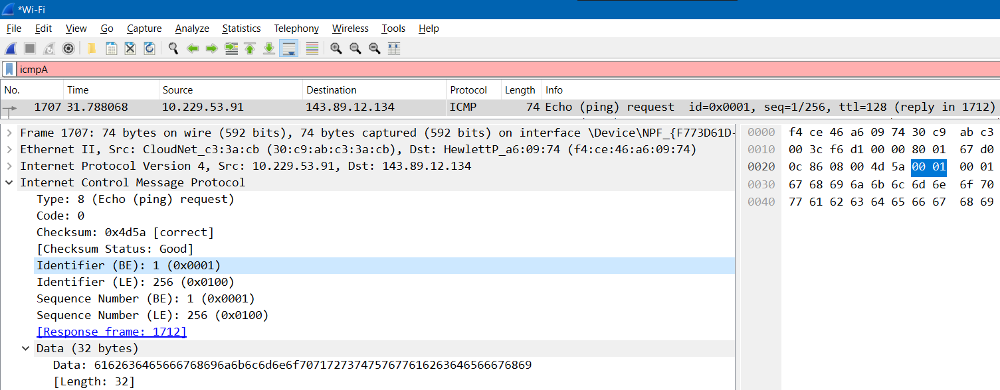 *Wi-Fi
File Edit View Go Capture Analyze Statistics Telephony Wireless Tools Help
icmpA
No. Time Source Destination Protocol Length Info
1707 31.788068 10.229.53.91 143.89.12.134 ICMP 74 Echo (ping) request id=0x0001, seq=1/256, ttl=128 (reply in 1712)
Frame 1707: 74 bytes on wire (592 bits), 74 bytes captured (592 bits) on interface \Device\NPF_{F773D61D-
Ethernet II, Src: CloudNet_c3:3a:cb (30:c9:ab:c3:3a:cb), Dst: HewlettP_a6:09:74 (f4:ce:46:a6:09:74)
Internet Protocol Version 4, Src: 10.229.53.91, Dst: 143.89.12.134
Internet Control Message Protocol
Type: 8 (Echo (ping) request)
Code: 0
Checksum: 0x4d5a [correct]
[Checksum Status: Good]
Identifier (BE): 1 (0x0001)
Identifier (LE): 256 (0x0100)
Sequence Number (BE): 1 (0x0001)
Sequence Number (LE): 256 (0x0100)
[Response frame: 1712]
Data (32 bytes)
Data: 6162636465666768696a6b6c6d6e6f7071727374757677616263646566676869
[Length: 32]
0000 f4 ce 46 a6 09 74 30 c9 ab c3
0010 00 3c f6 d1 00 00 80 01 67 d0
0020 0c 86 08 00 4d 5a 00 01 00 01
0030 67 68 69 6a 6b 6c 6d 6e 6f 70
0040 77 61 62 63 64 65 66 67 68 69